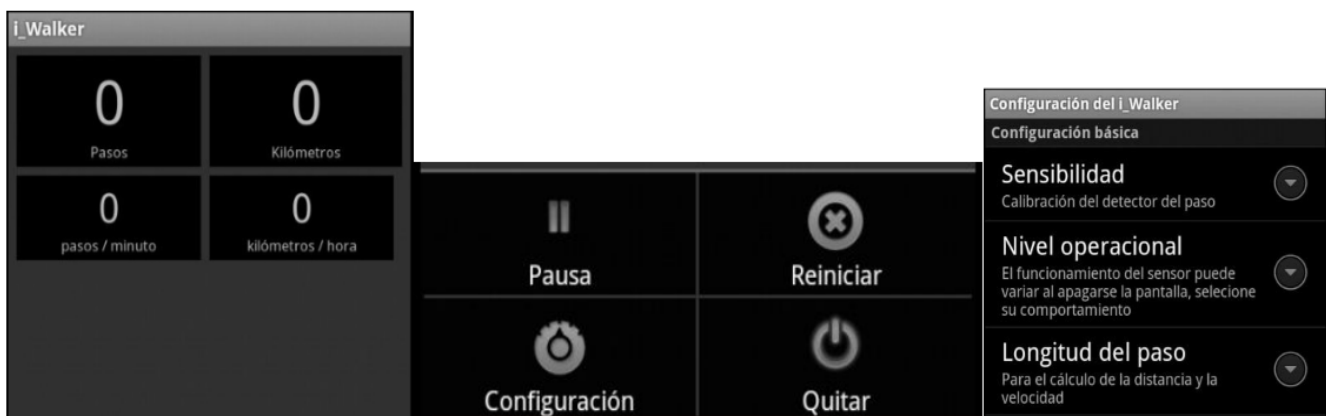 i_Walker
0
0
Pasos
Kilómetros
0
0
pasos / minuto
kilómetros / hora
Pausa
Reiniciar
Configuración
Quitar
Configuración del i_Walker
Configuración básica
Sensibilidad
Calibración del detector del paso
Nivel operacional
El funcionamiento del sensor puede
variar al apagarse la pantalla, selecione
su comportamiento
Longitud del paso
Para el cálculo de la distancia y la
velocidad